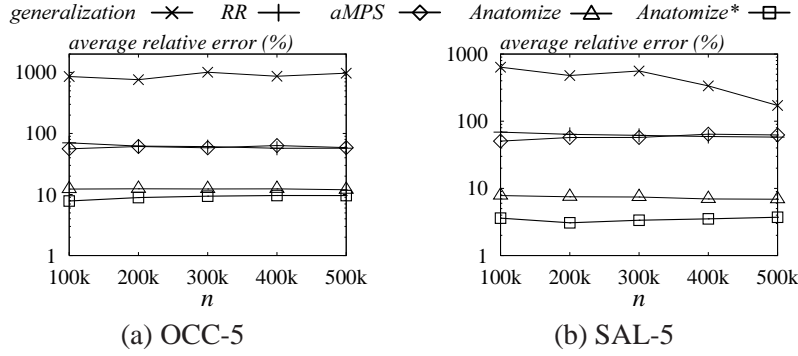 generalization RR aMPS Anatomize Anatomize*
average relative error (%)
1000
100
10
1
100k 200k 300k 400k 500k
n
(a) OCC-5
average relative error (%)
1000
100
10
1
100k 200k 300k 400k 500k
n
(b) SAL-5